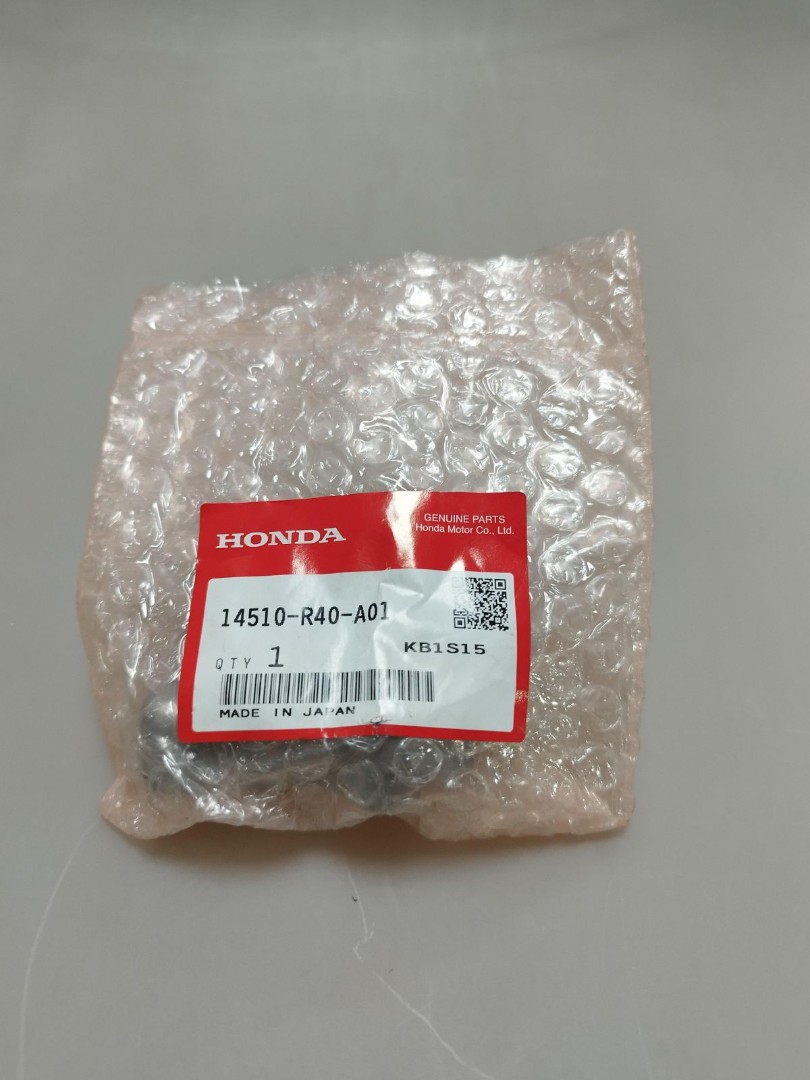 HONDA
GENUINE PARTS
Honda Motor Co., Ltd.
14510-R40-A01
KB1S15
QTY 1
MADE IN JAPAN